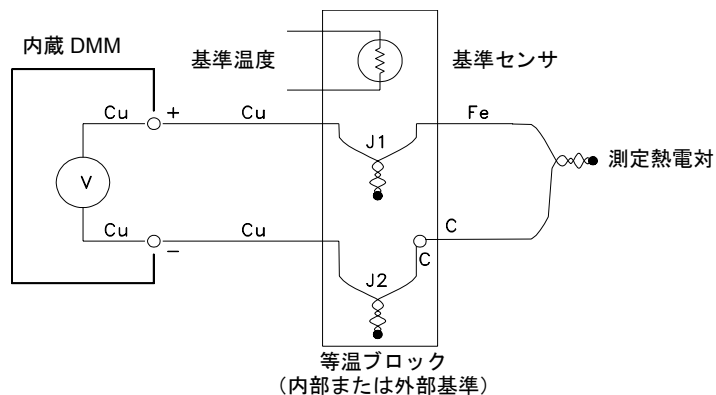 内蔵 DMM
基準温度
基準センサ
Cu
+
Cu
Fe
J1
V
測定熱電対
Cu
−
Cu
C
C
J2
等温ブロック
（内部または外部基準）